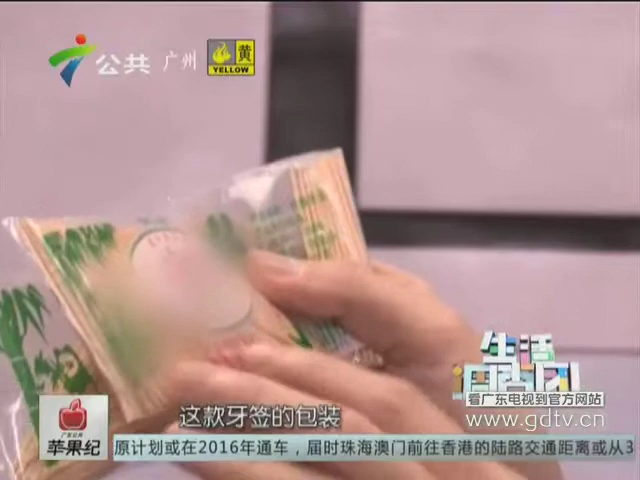 公共 广州 黄
YELLOW
生活
看广东电视到官方网站
www.gdtv.cn
这款牙签的包装
苹果纪
原计划或在2016年通车，届时珠海澳门前往香港的陆路交通距离或从3